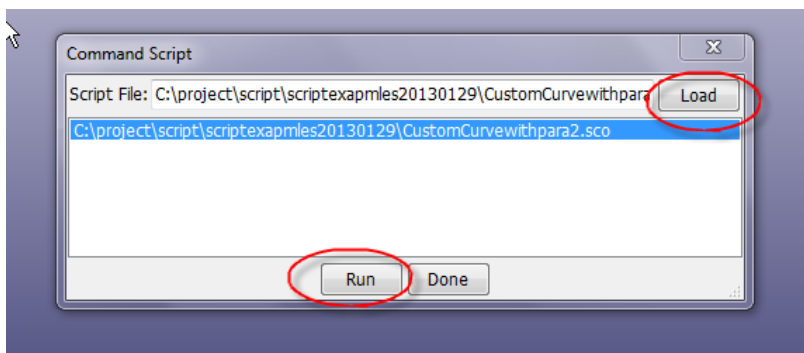 Command Script
Script File: C:\project\script\scriptexapmles20130129\CustomCurvewithpara Load
C:\project\script\scriptexapmles20130129\CustomCurvewithpara2.sco
Run Done